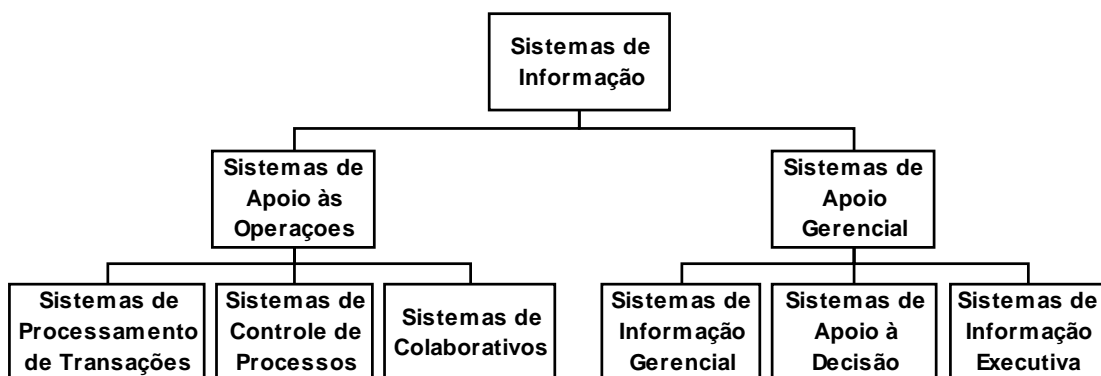 Sistemas de
Informação
Sistemas de
Apoio às
Operaçoes
Sistemas de
Apoio
Gerencial
Sistemas de
Processamento
de Transações
Sistemas de
Controle de
Processos
Sistemas de
Colaborativos
Sistemas de
Informação
Gerencial
Sistemas de
Apoio à
Decisão
Sistemas de
Informação
Executiva